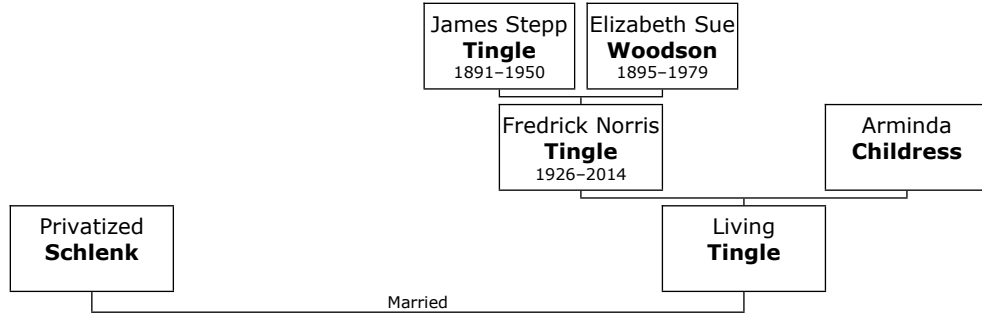 James Stepp
Tingle
1891–1950
Elizabeth Sue
Woodson
1895–1979
Fredrick Norris
Tingle
1926–2014
Arminda
Childress
Privatized
Schlenk
Living
Tingle
Married